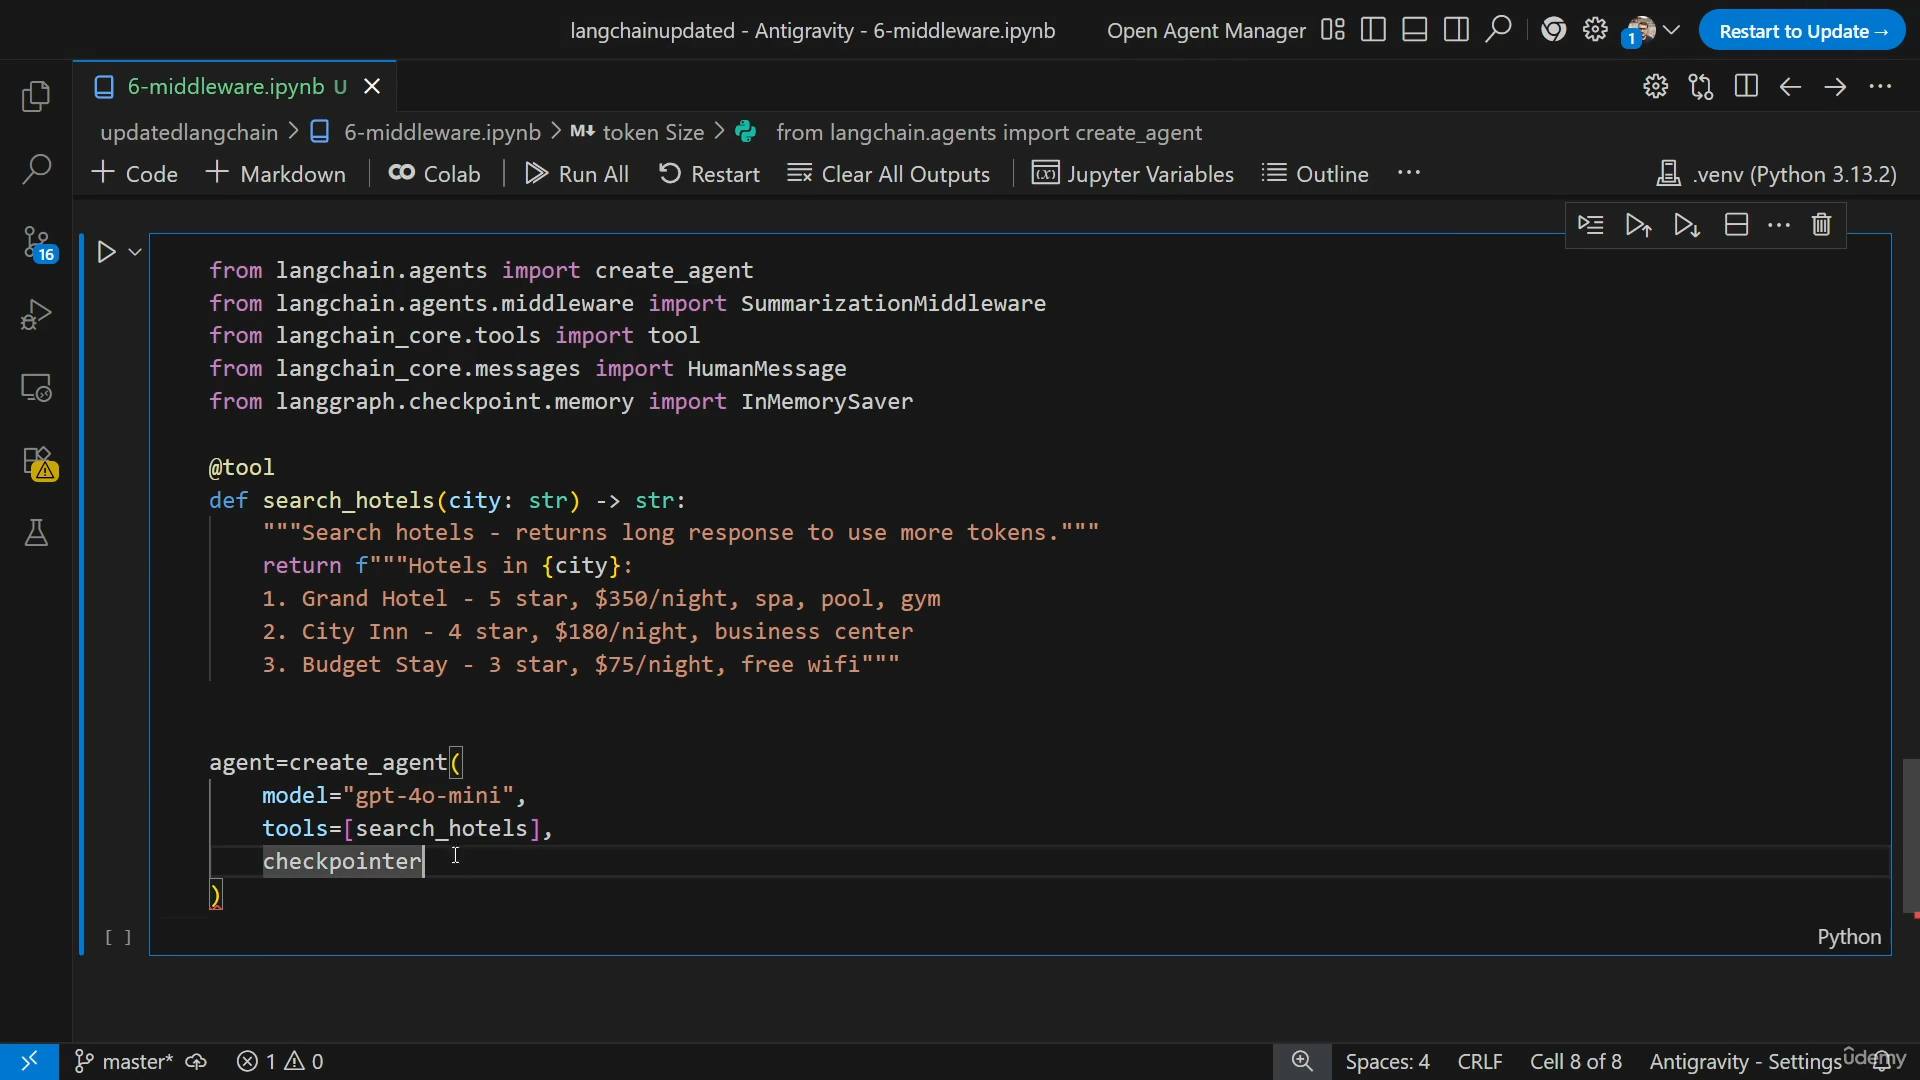 langchainupdated - Antigravity - 6-middleware.ipynb
Open Agent Manager
1
Restart to Update→
6-middleware.ipynb U
updatedlangchain > 6-middleware.ipynb > M↓ token Size > from langchain.agents import create_agent
+ Code + Markdown Colab Run All Restart Clear All Outputs Jupyter Variables Outline ... .venv (Python 3.13.2)
16
from langchain.agents import create_agent
from langchain.agents.middleware import SummarizationMiddleware
from langchain_core.tools import tool
from langchain_core.messages import HumanMessage
from langgraph.checkpoint.memory import InMemorySaver
@tool
def search_hotels(city: str) -> str:
"""Search hotels - returns long response to use more tokens."""
return f"""Hotels in {city}:
1. Grand Hotel - 5 star, $350/night, spa, pool, gym
2. City Inn - 4 star, $180/night, business center
3. Budget Stay - 3 star, $75/night, free wifi"""
agent=create_agent(
model="gpt-4o-mini",
tools=[search_hotels],
checkpointer
)
[ ]
Python
master* 1 0 Spaces: 4 CRLF Cell 8 of 8 Antigravity - Settings
ûdemy